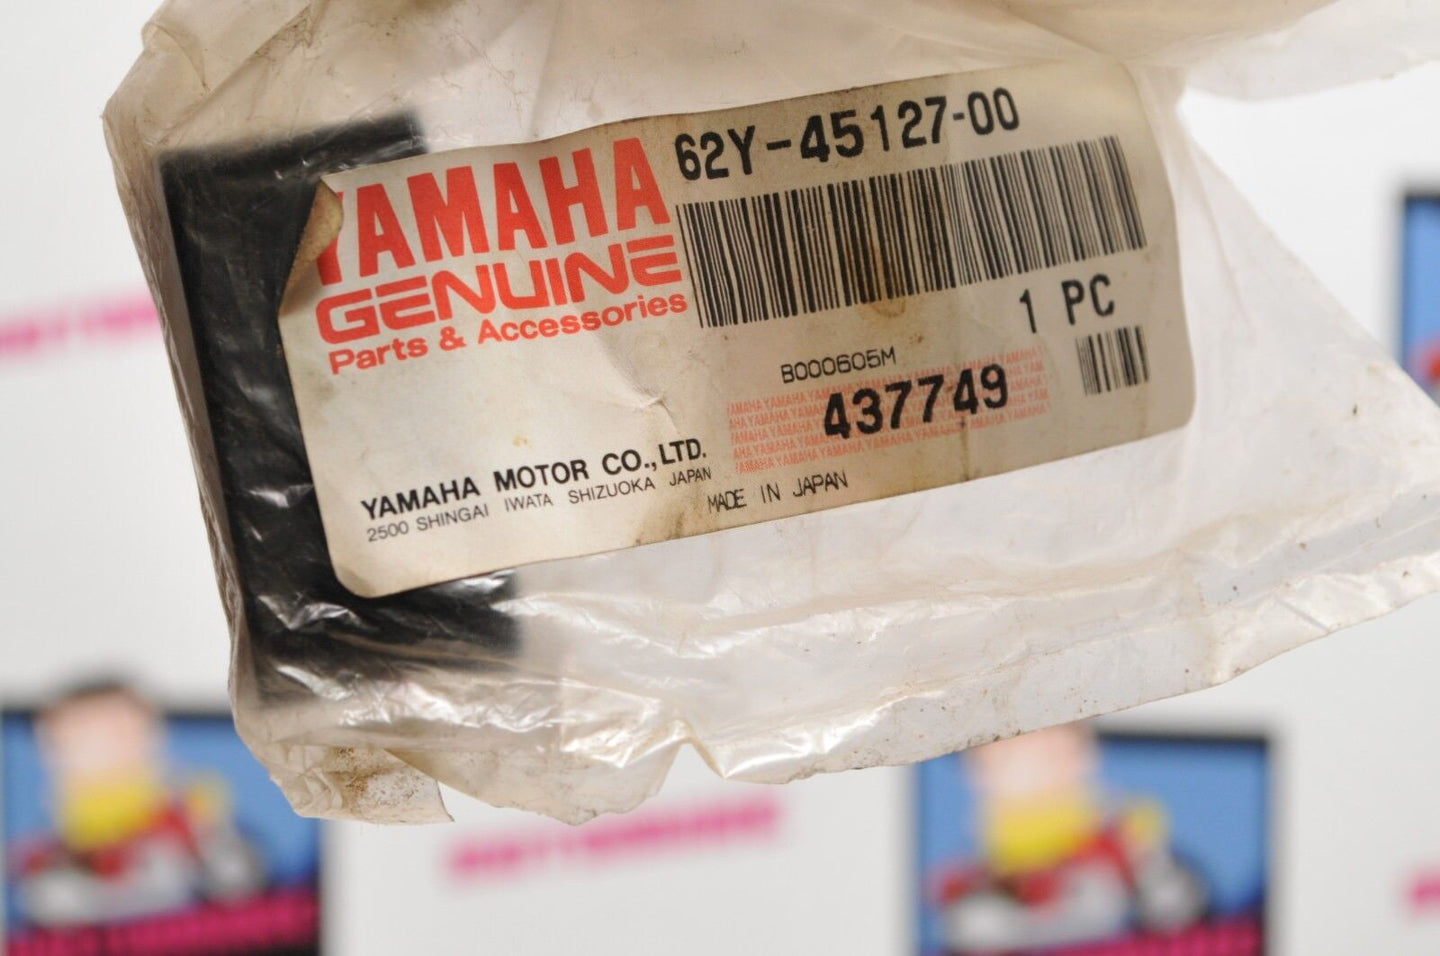 YAMAHA
GENUINE
Parts & Accessories
62Y-45127-00
1 PC
B000605M
437749
YAMAHA MOTOR CO., LTD.
2500 SHINGAI IWATA SHIZUOKA JAPAN
MADE IN JAPAN